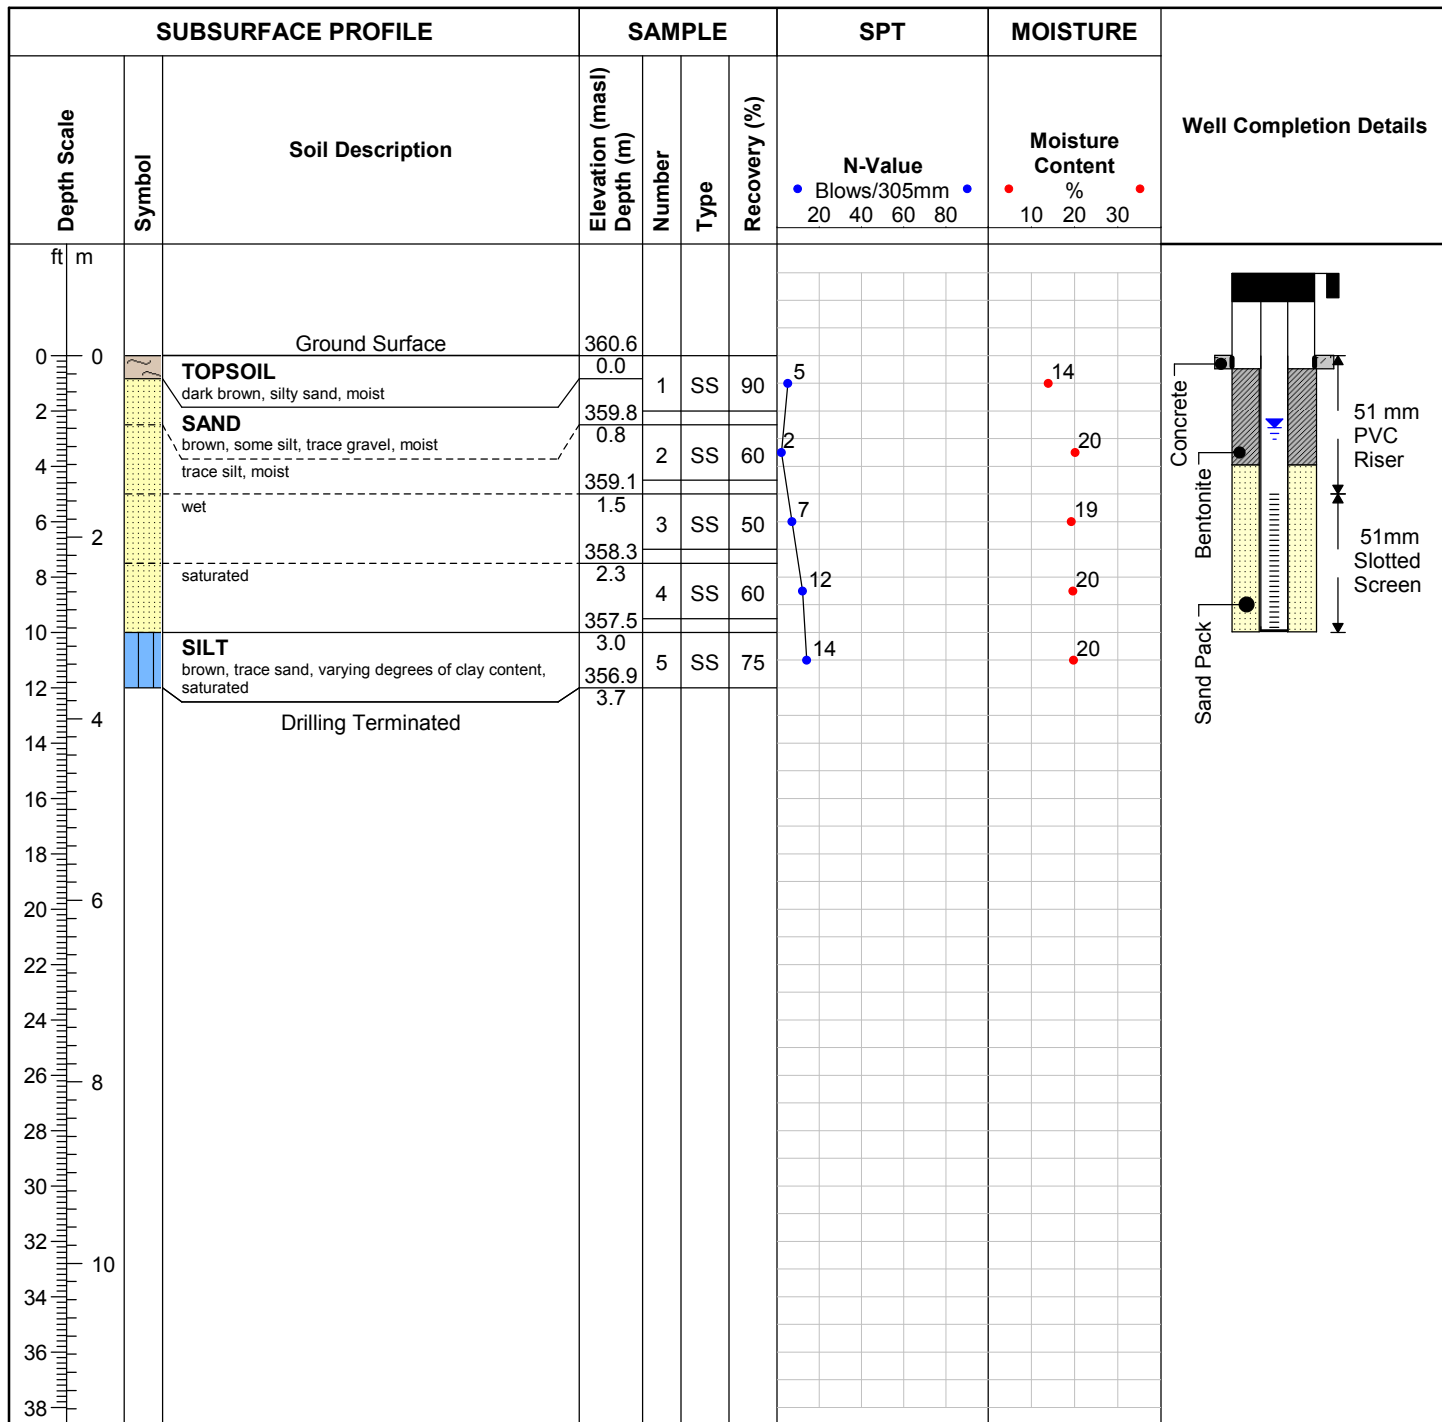 SUBSURFACE PROFILE
SAMPLE
SPT
MOISTURE
Well Completion Details
Depth Scale
Symbol
Soil Description
Elevation (masl)
Depth (m)
Number
Type
Recovery (%)
N-Value
Blows/305mm
20 40 60 80
Moisture
Content
%
10 20 30
ft m
Ground Surface
360.6
0 0
TOPSOIL
dark brown, silty sand, moist
0.0
1 SS 90
5
14
2
359.8
SAND
brown, some silt, trace gravel, moist
0.8
trace silt, moist
2 SS 60
2
20
4
359.1
wet
1.5
3 SS 50
7
19
6
2
358.3
saturated
2.3
4 SS 60
12
20
8
357.5
10
SILT
brown, trace sand, varying degrees of clay content,
saturated
3.0
5 SS 75
14
20
356.9
12
3.7
Drilling Terminated
4
14
16
18
6
20
22
24
26
8
28
30
32
10
34
36
38
Concrete
Bentonite
Sand Pack
51 mm
PVC
Riser
51mm
Slotted
Screen